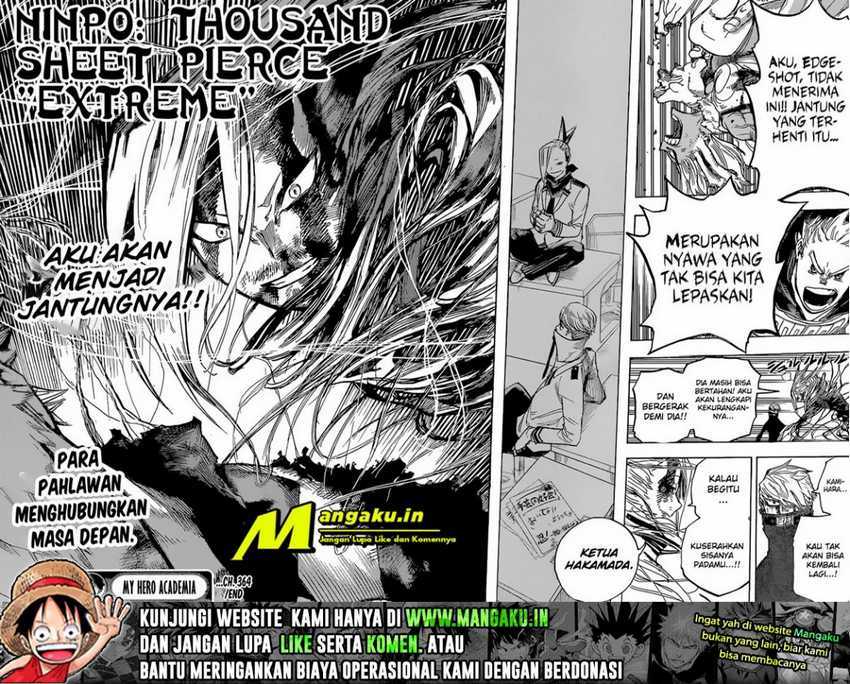 AKU, EDGE-
SHOT, TIDAK
MENERIMA
INI!! JANTUNG
YANG TER-
HENTI ITU...
MERUPAKAN
NYAWA YANG
TAK BISA KITA
LEPASKAN!
DIA MASIH BISA
BERTAHAN! AKU
AKAN LENGKAPI
KEKURANGAN-
NYA...
DAN
BERGERAK
DEMI DIA!!
KAMI-
HARA...
KAU TAK
AKAN BISA
KEMBALI
LAGI...!
KALAU
BEGITU
...
KUSERAHKAN
SISANYA
PADAMU...!!
KETUA
HAKAMADA.
NINPO: THOUSAND
SHEET PIERCE
"EXTREME"
AKU AKAN
MENJADI
JANTUNGNYA!!
PARA
PAHLAWAN
MENGHUBUNGKAN
MASA DEPAN.
Mangaku.in
Jangan Lupa Like dan Komennya
MY HERO ACADEMIA
...CH. 364
/END
KUNJUNGI WEBSITE KAMI HANYA DI WWW.MANGAKU.IN
DAN JANGAN LUPA LIKE SERTA KOMEN. ATAU
BANTU MERINGANKAN BIAYA OPERASIONAL KAMI DENGAN BERDONASI
Ingat yah di website Mangaku
bukan yang lain, biar kami
bisa membacanya